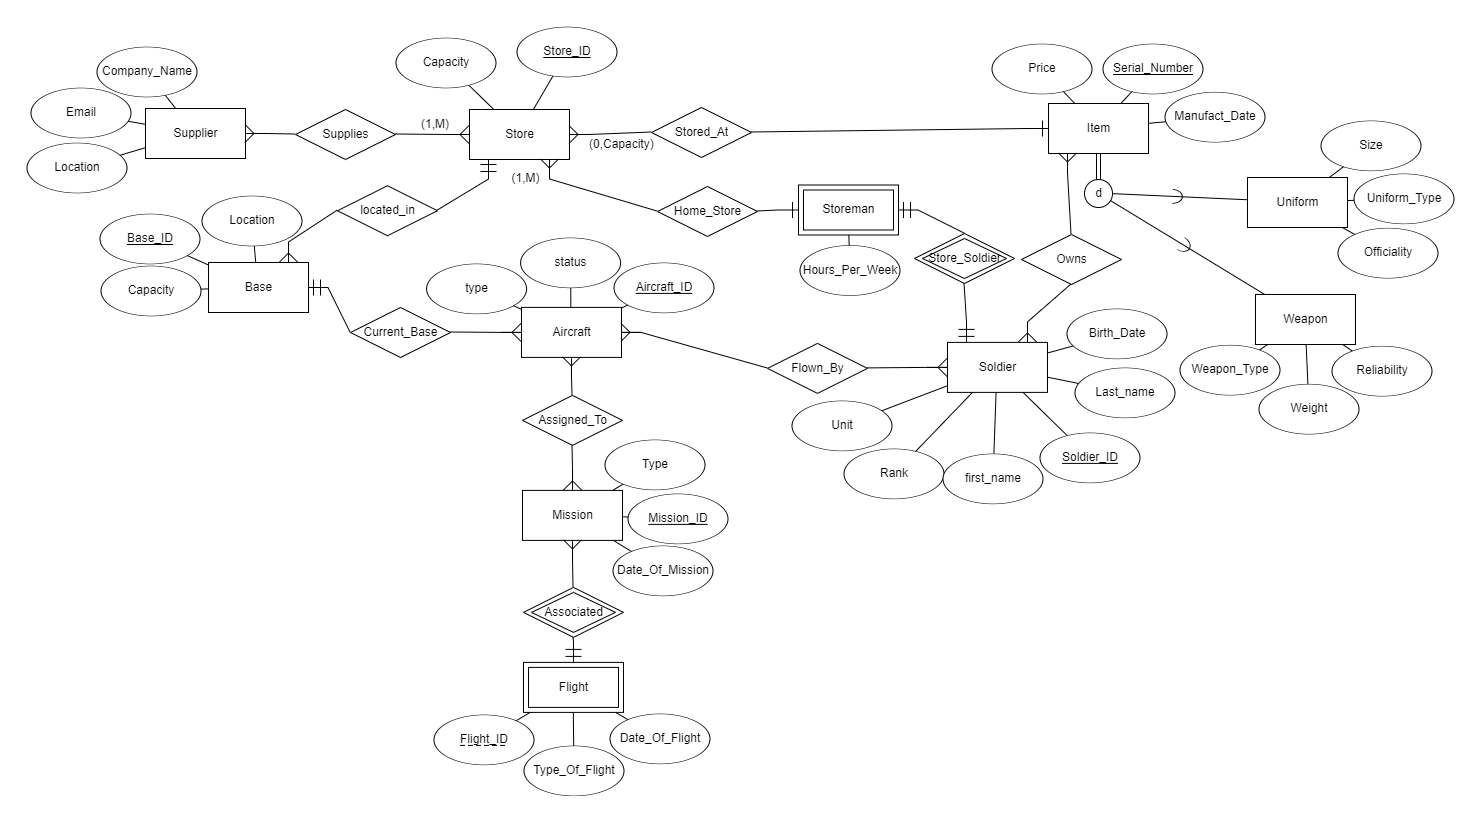 Store_ID
Capacity
Company_Name
Price
Serial_Number
Email
Supplier
Supplies
(1,M)
Store
(0,Capacity)
Stored_At
Item
Manufact_Date
Size
Location
(1,M)
located_in
Home_Store
Storeman
d
Uniform
Uniform_Type
Location
Base_ID
Officiality
Capacity
Base
status
type
Aircraft_ID
Hours_Per_Week
Store_Soldier
Owns
Current_Base
Aircraft
Weapon
Birth_Date
Flown_By
Soldier
Weapon_Type
Reliability
Last_name
Weight
Assigned_To
Unit
Soldier_ID
Rank
first_name
Type
Mission
Mission_ID
Date_Of_Mission
Associated
Flight
Flight_ID
Date_Of_Flight
Type_Of_Flight